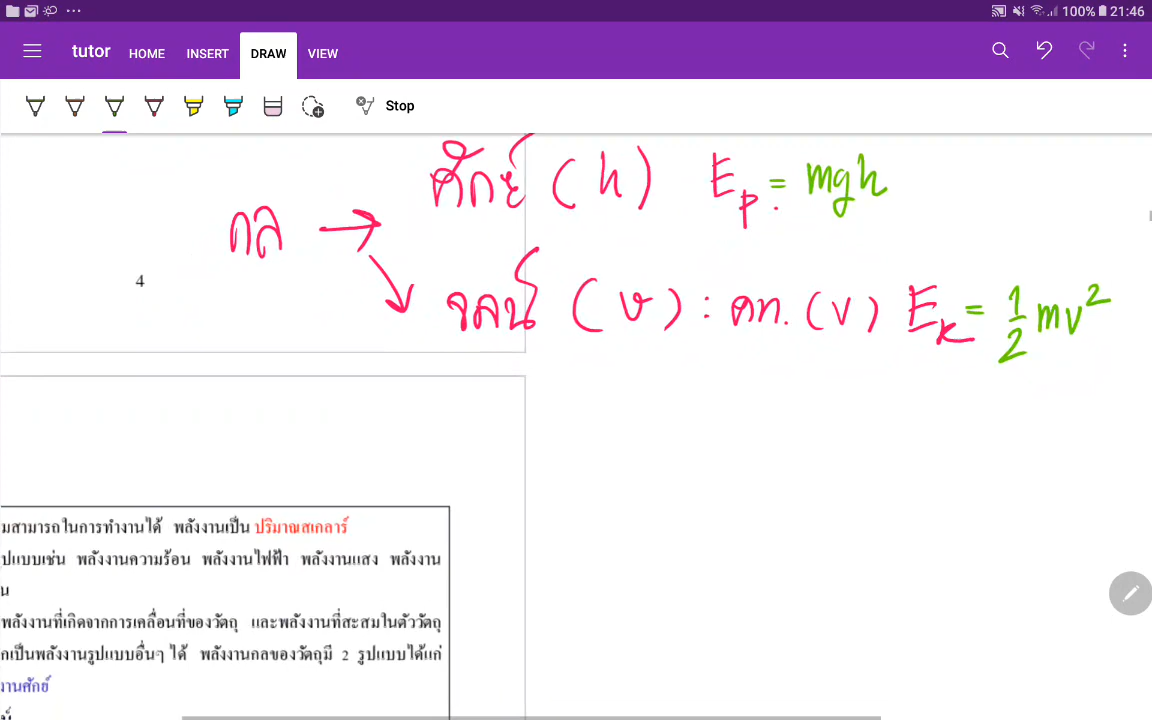 100% 21:46
tutor HOME INSERT DRAW VIEW
Stop
ศักย์ (h) Ep = mgh
กล →
4
จลน์ (v) : คท. (v) Ek = 1/2 mv²
มสามารถในการทำงานได้ พลังงานเป็น ปริมาณสเกลาร์
ปแบบเช่น พลังงานความร้อน พลังงานไฟฟ้า พลังงานแสง พลังงาน
น
พลังงานที่เกิดจากการเคลื่อนที่ของวัตถุ และพลังงานที่สะสมในตัววัตถุ
กเป็นพลังงานรูปแบบอื่นๆ ได้ พลังงานกลของวัตถุมี 2 รูปแบบได้แก่
งานศักย์